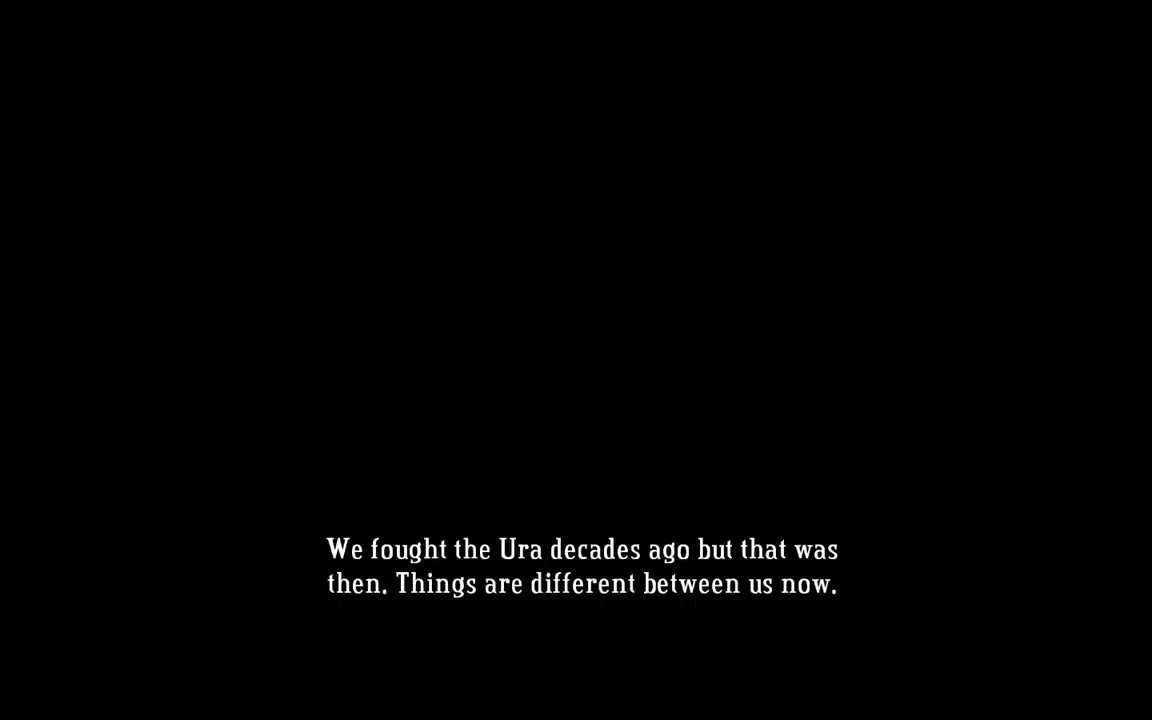 We fought the Ura decades ago but that was
then. Things are different between us now.